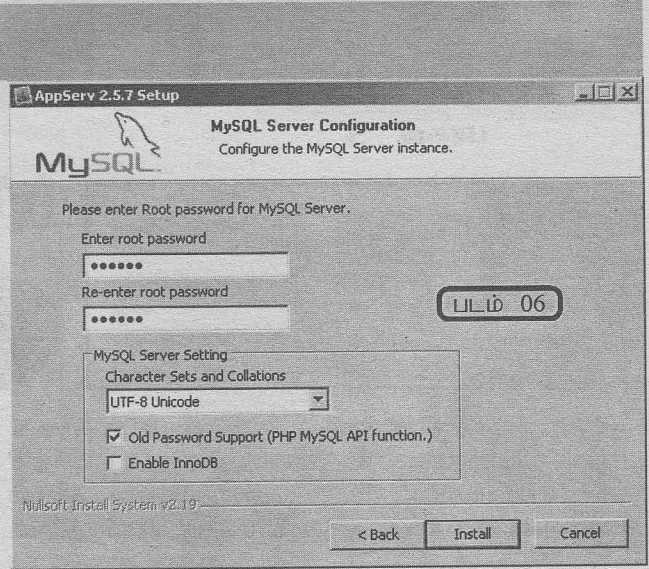 AppServ 2.5.7 Setup
MySQL
MySQL Server Configuration
Configure the MySQL Server instance.
Please enter Root password for MySQL Server.
Enter root password
••••••
Re-enter root password
••••••
படம் 06
MySQL Server Setting
Character Sets and Collations
UTF-8 Unicode
Old Password Support (PHP MySQL API function.)
Enable InnoDB
Nullsoft Install System v2.19
< Back
Install
Cancel